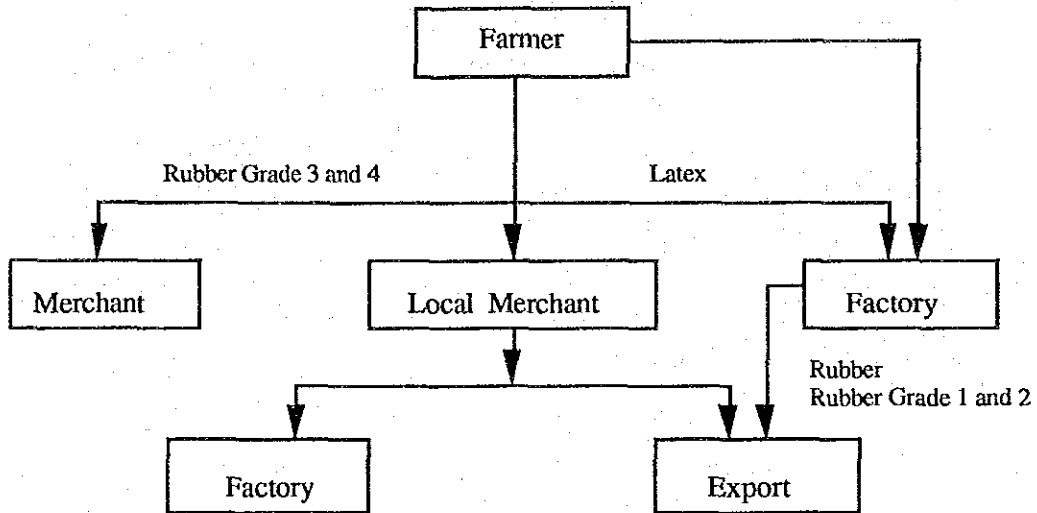 Farmer
Rubber Grade 3 and 4
Latex
Merchant
Local Merchant
Factory
Rubber
Rubber Grade 1 and 2
Factory
Export